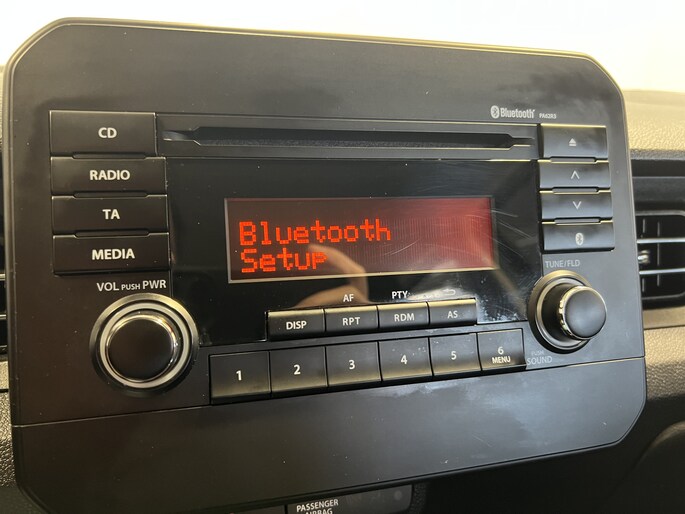 Bluetooth PA63R0
CD
RADIO
TA
MEDIA
Bluetooth
Setup
VOL PUSH PWR
TUNE/FLD
AF PTY
DISP RPT RDM AS
1 2 3 4 5 6
MENU
SOUND
PASSENGER
AIRBAG